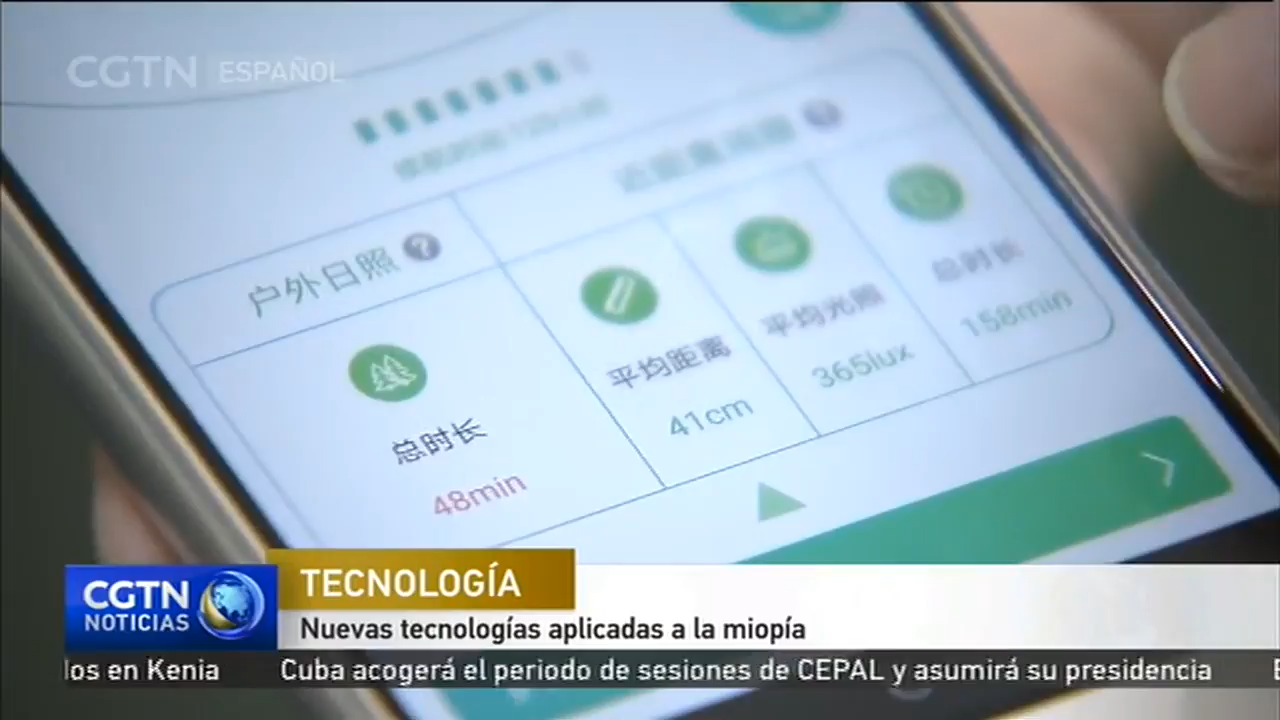 CGTN ESPAÑOL
户外日照 ?
总时长
48min
平均距离
41cm
平均光照
365lux
总时长
158min
CGTN NOTICIAS
TECNOLOGÍA
Nuevas tecnologías aplicadas a la miopía
los en Kenia Cuba acogerá el periodo de sesiones de CEPAL y asumirá su presidencia